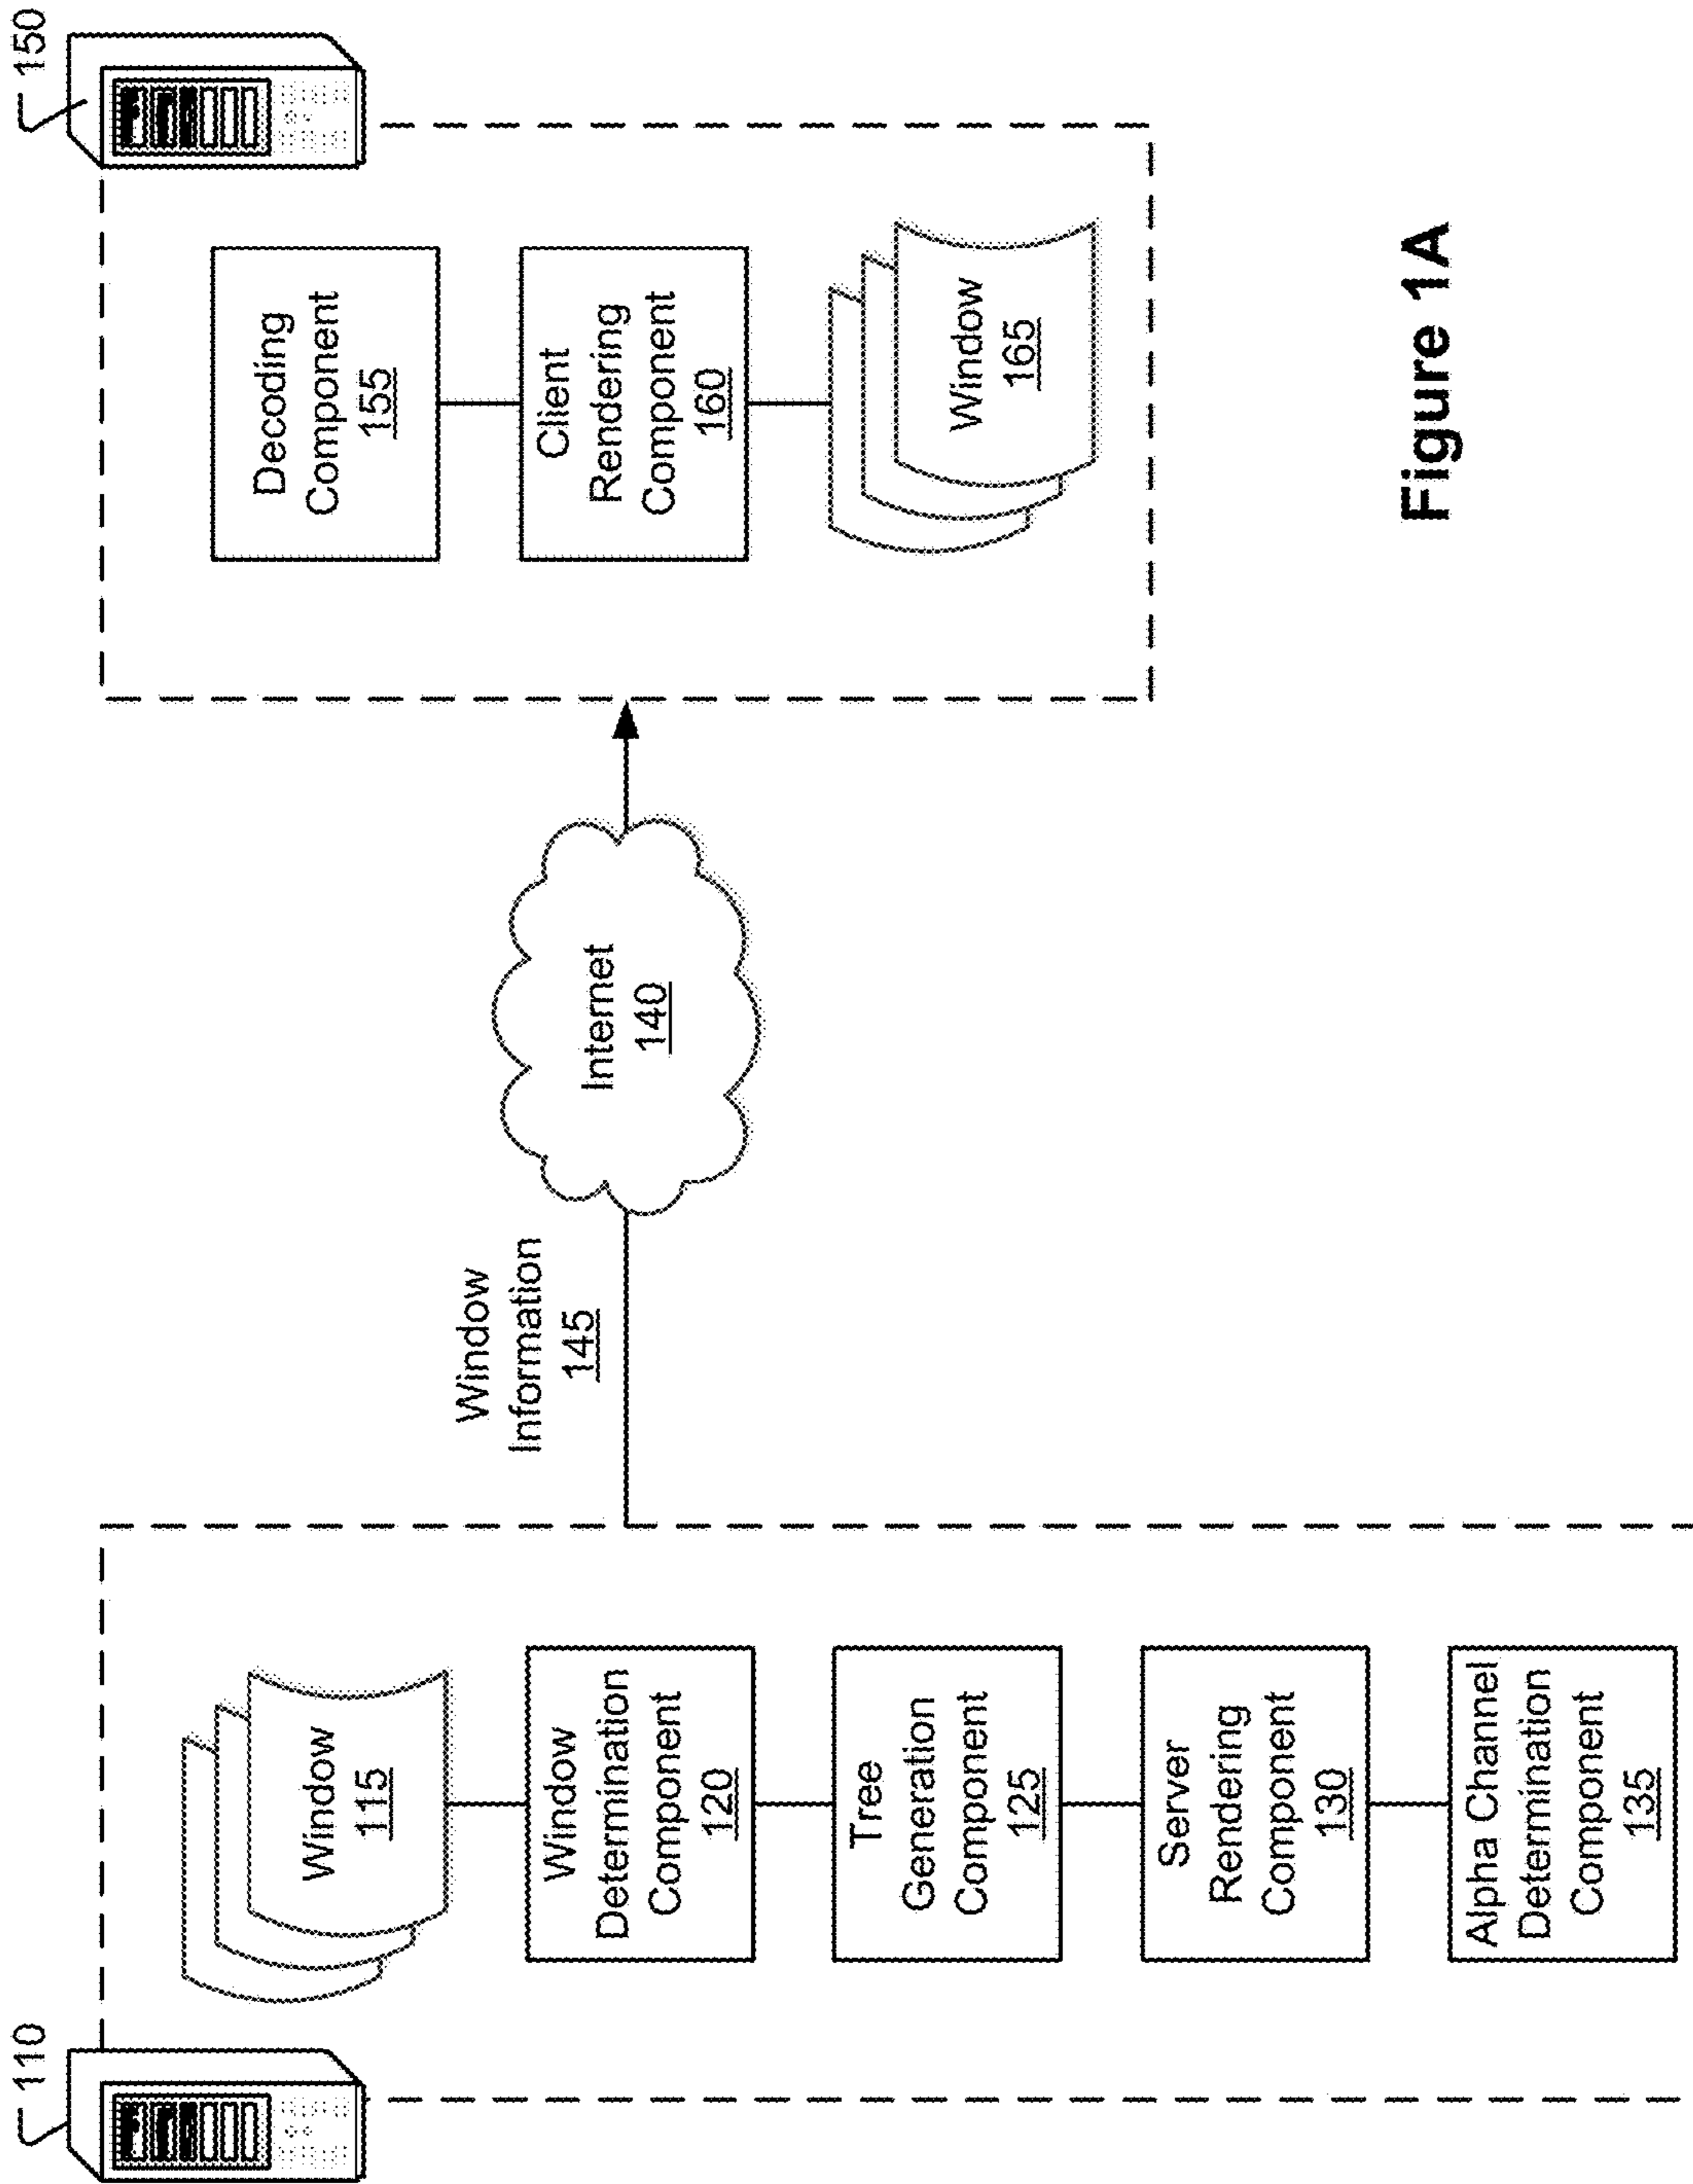 110
Window
115
Window
Determination
Component
120
Tree
Generation
Component
125
Server
Rendering
Component
130
Alpha Channel
Determination
Component
135
Window
Information
145
Internet
140
150
Decoding
Component
155
Client
Rendering
Component
160
Window
165
Figure 1A